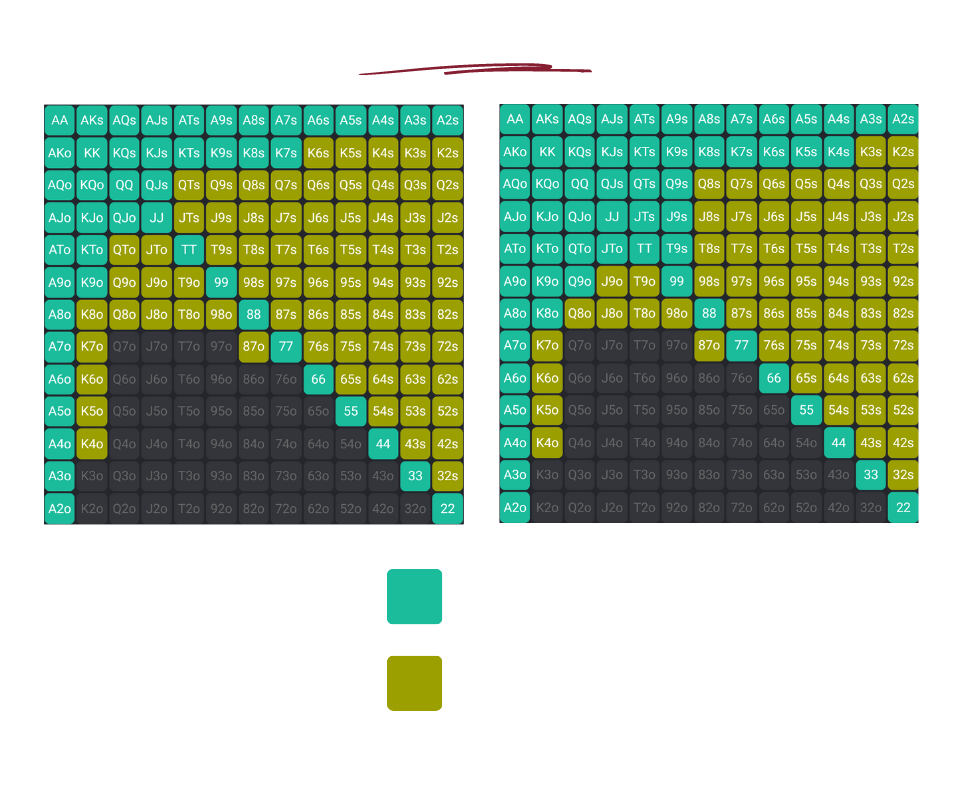 AA AKs AQs AJs ATs A9s A8s A7s A6s A5s A4s A3s A2s
AKo KK KQs KJs KTs K9s K8s K7s K6s K5s K4s K3s K2s
AQo KQo QQ QJs QTs Q9s Q8s Q7s Q6s Q5s Q4s Q3s Q2s
AJo KJo QJo JJ JTs J9s J8s J7s J6s J5s J4s J3s J2s
ATo KTo QTo JTo TT T9s T8s T7s T6s T5s T4s T3s T2s
A9o K9o Q9o J9o T9o 99 98s 97s 96s 95s 94s 93s 92s
A8o K8o Q8o J8o T8o 98o 88 87s 86s 85s 84s 83s 82s
A7o K7o Q7o J7o T7o 97o 87o 77 76s 75s 74s 73s 72s
A6o K6o Q6o J6o T6o 96o 86o 76o 66 65s 64s 63s 62s
A5o K5o Q5o J5o T5o 95o 85o 75o 65o 55 54s 53s 52s
A4o K4o Q4o J4o T4o 94o 84o 74o 64o 54o 44 43s 42s
A3o K3o Q3o J3o T3o 93o 83o 73o 63o 53o 43o 33 32s
A2o K2o Q2o J2o T2o 92o 82o 72o 62o 52o 42o 32o 22
AA AKs AQs AJs ATs A9s A8s A7s A6s A5s A4s A3s A2s
AKo KK KQs KJs KTs K9s K8s K7s K6s K5s K4s K3s K2s
AQo KQo QQ QJs QTs Q9s Q8s Q7s Q6s Q5s Q4s Q3s Q2s
AJo KJo QJo JJ JTs J9s J8s J7s J6s J5s J4s J3s J2s
ATo KTo QTo JTo TT T9s T8s T7s T6s T5s T4s T3s T2s
A9o K9o Q9o J9o T9o 99 98s 97s 96s 95s 94s 93s 92s
A8o K8o Q8o J8o T8o 98o 88 87s 86s 85s 84s 83s 82s
A7o K7o Q7o J7o T7o 97o 87o 77 76s 75s 74s 73s 72s
A6o K6o Q6o J6o T6o 96o 86o 76o 66 65s 64s 63s 62s
A5o K5o Q5o J5o T5o 95o 85o 75o 65o 55 54s 53s 52s
A4o K4o Q4o J4o T4o 94o 84o 74o 64o 54o 44 43s 42s
A3o K3o Q3o J3o T3o 93o 83o 73o 63o 53o 43o 33 32s
A2o K2o Q2o J2o T2o 92o 82o 72o 62o 52o 42o 32o 22